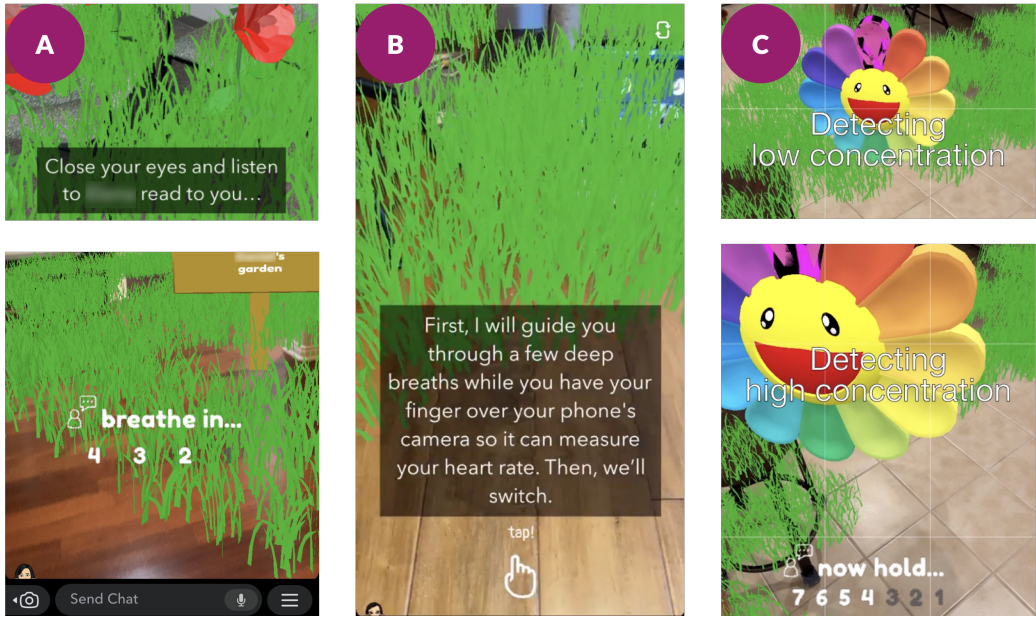 A
Close your eyes and listen
to read to you...
's
garden
breathe in...
4 3 2
Send Chat
B
First, I will guide you
through a few deep
breaths while you have your
finger over your phone's
camera so it can measure
your heart rate. Then, we'll
switch.
tap!
C
Detecting
low concentration
Detecting
high concentration
now hold...
7 6 5 4 3 2 1